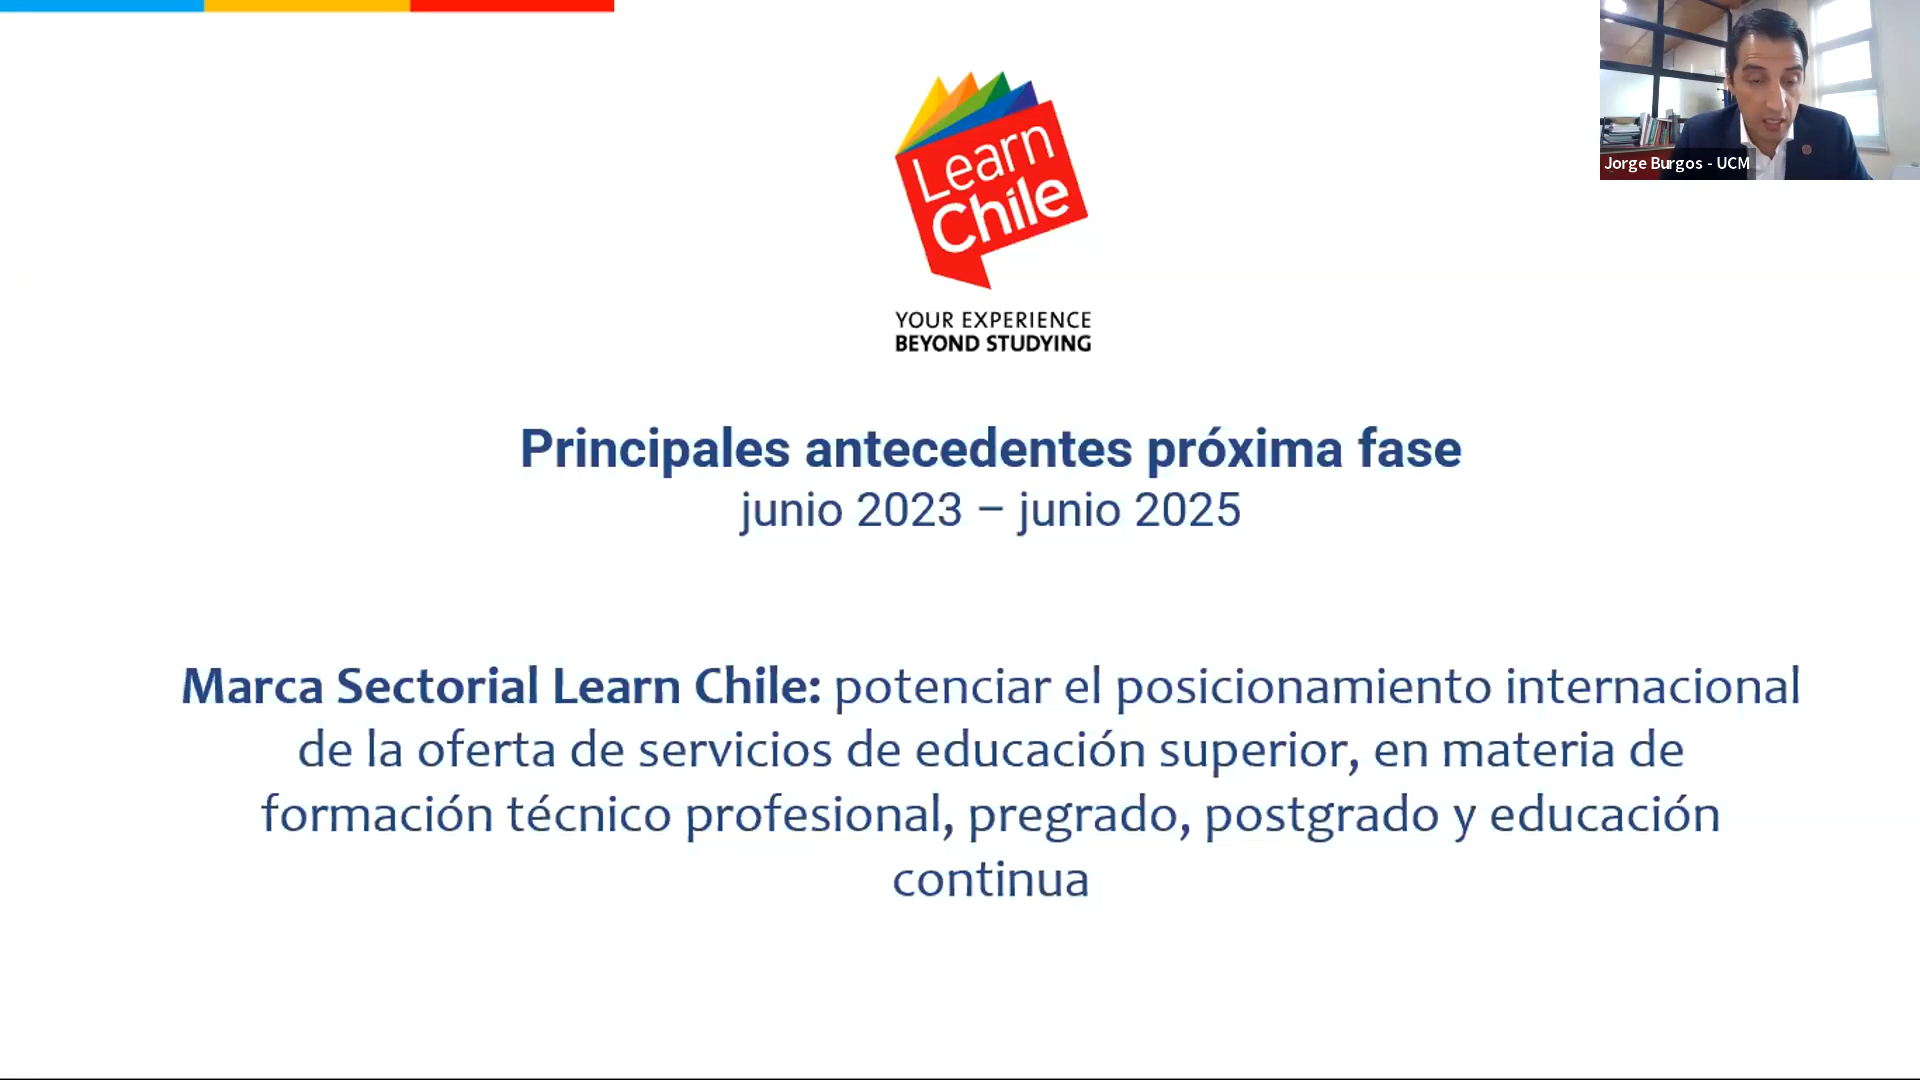 Learn
Chile
YOUR EXPERIENCE
BEYOND STUDYING
Jorge Burgos - UCM
Principales antecedentes próxima fase
junio 2023 – junio 2025
Marca Sectorial Learn Chile: potenciar el posicionamiento internacional
de la oferta de servicios de educación superior, en materia de
formación técnico profesional, pregrado, postgrado y educación
continua